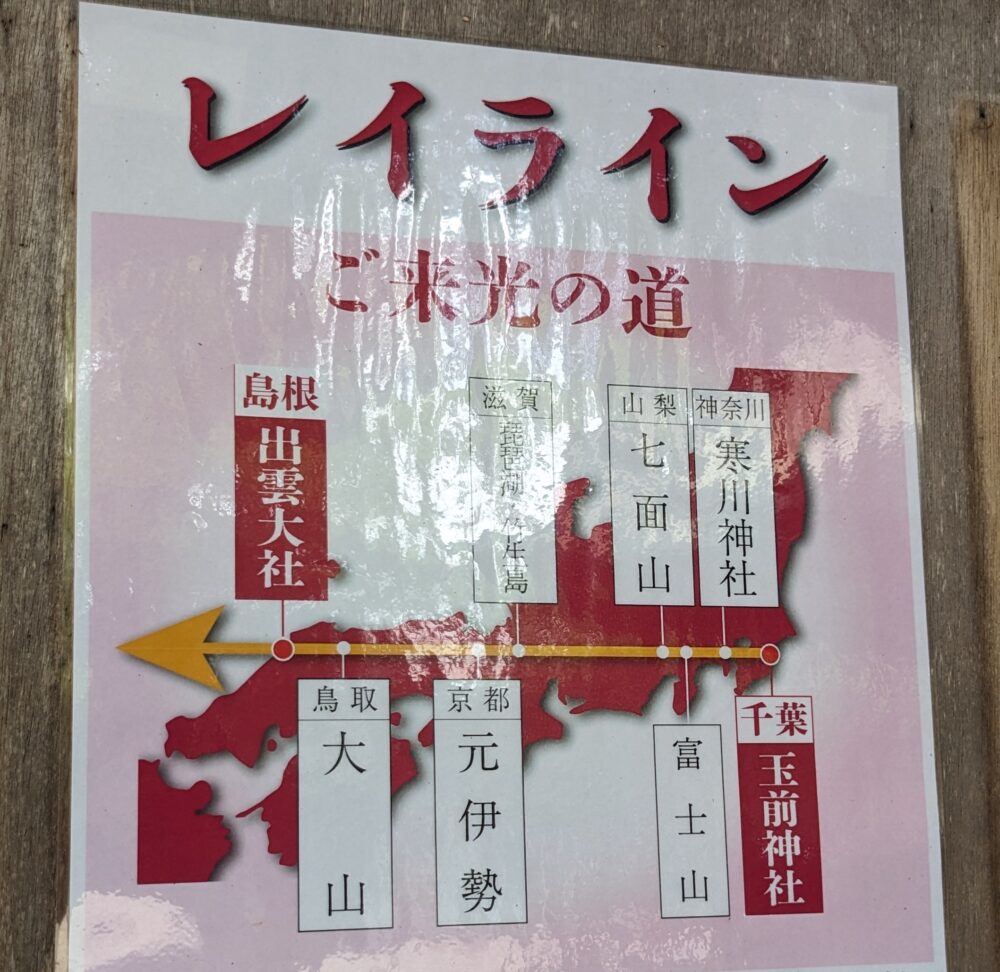 レイライン
ご来光の道
島根
出雲大社
滋賀
琵琶湖 竹生島
山梨
七面山
神奈川
寒川神社
鳥取
大山
京都
元伊勢
富士山
千葉
玉前神社